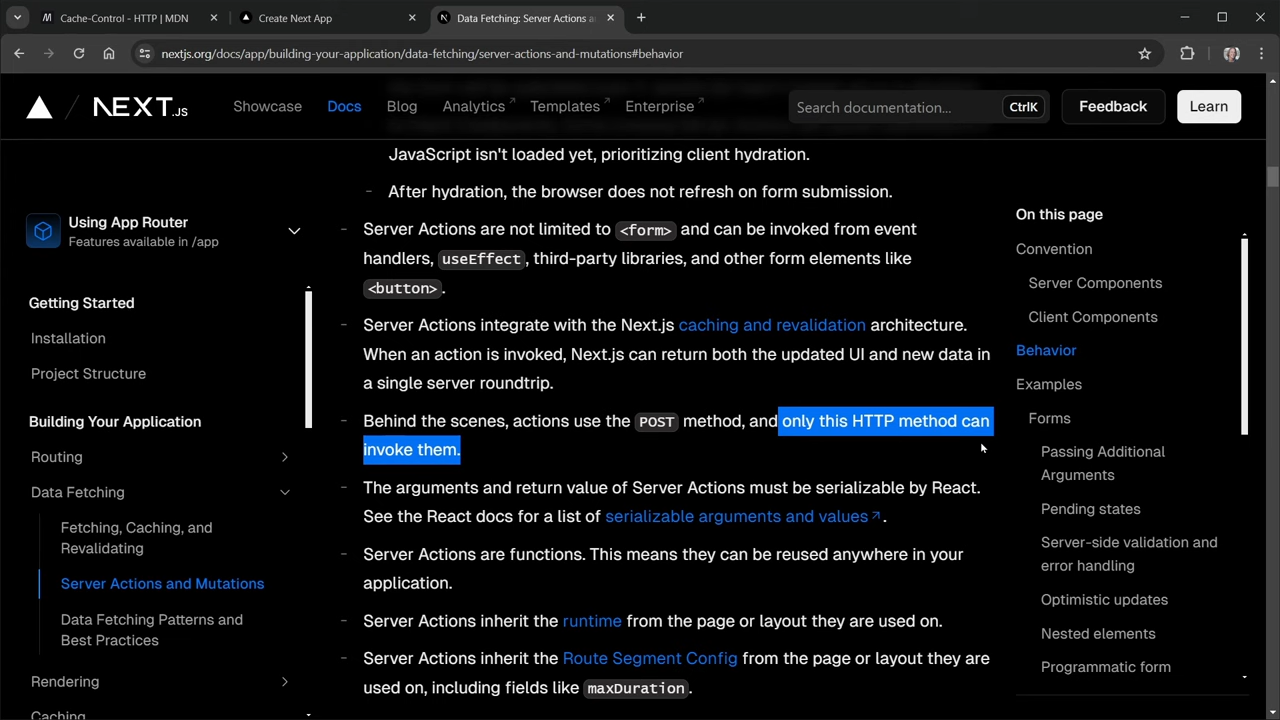 Cache-Control - HTTP | MDN
Create Next App
Data Fetching: Server Actions a
nextjs.org/docs/app/building-your-application/data-fetching/server-actions-and-mutations#behavior
NEXT.JS
Showcase
Docs
Blog
Analytics
Templates
Enterprise
Search documentation...
CtrlK
Feedback
Learn
Using App Router
Features available in /app
Getting Started
Installation
Project Structure
Building Your Application
Routing
Data Fetching
Fetching, Caching, and
Revalidating
Server Actions and Mutations
Data Fetching Patterns and
Best Practices
Rendering
Caching
JavaScript isn't loaded yet, prioritizing client hydration.
- After hydration, the browser does not refresh on form submission.
- Server Actions are not limited to <form> and can be invoked from event
handlers, useEffect, third-party libraries, and other form elements like
<button>.
- Server Actions integrate with the Next.js caching and revalidation architecture.
When an action is invoked, Next.js can return both the updated UI and new data in
a single server roundtrip.
- Behind the scenes, actions use the POST method, and only this HTTP method can
invoke them.
- The arguments and return value of Server Actions must be serializable by React.
See the React docs for a list of serializable arguments and values.
- Server Actions are functions. This means they can be reused anywhere in your
application.
- Server Actions inherit the runtime from the page or layout they are used on.
- Server Actions inherit the Route Segment Config from the page or layout they are
used on, including fields like maxDuration.
On this page
Convention
Server Components
Client Components
Behavior
Examples
Forms
Passing Additional
Arguments
Pending states
Server-side validation and
error handling
Optimistic updates
Nested elements
Programmatic form